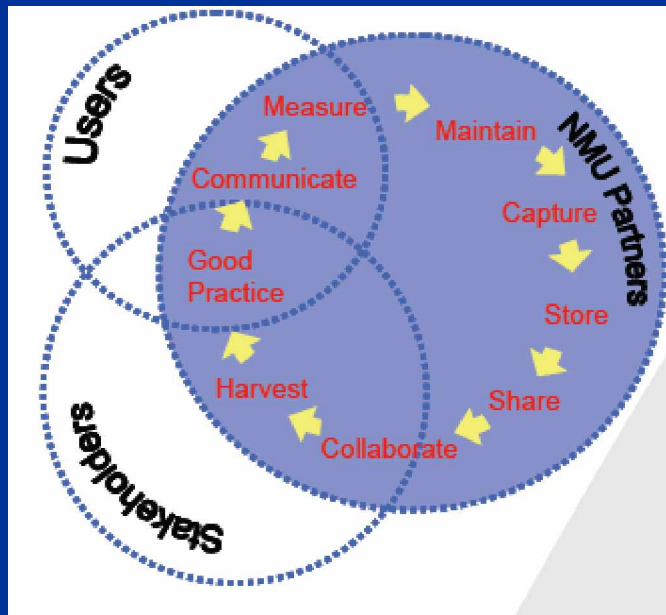 Users
Measure
Maintain
NMU Partners
Communicate
Capture
Good
Practice
Store
Harvest
Share
Collaborate
Stakeholders